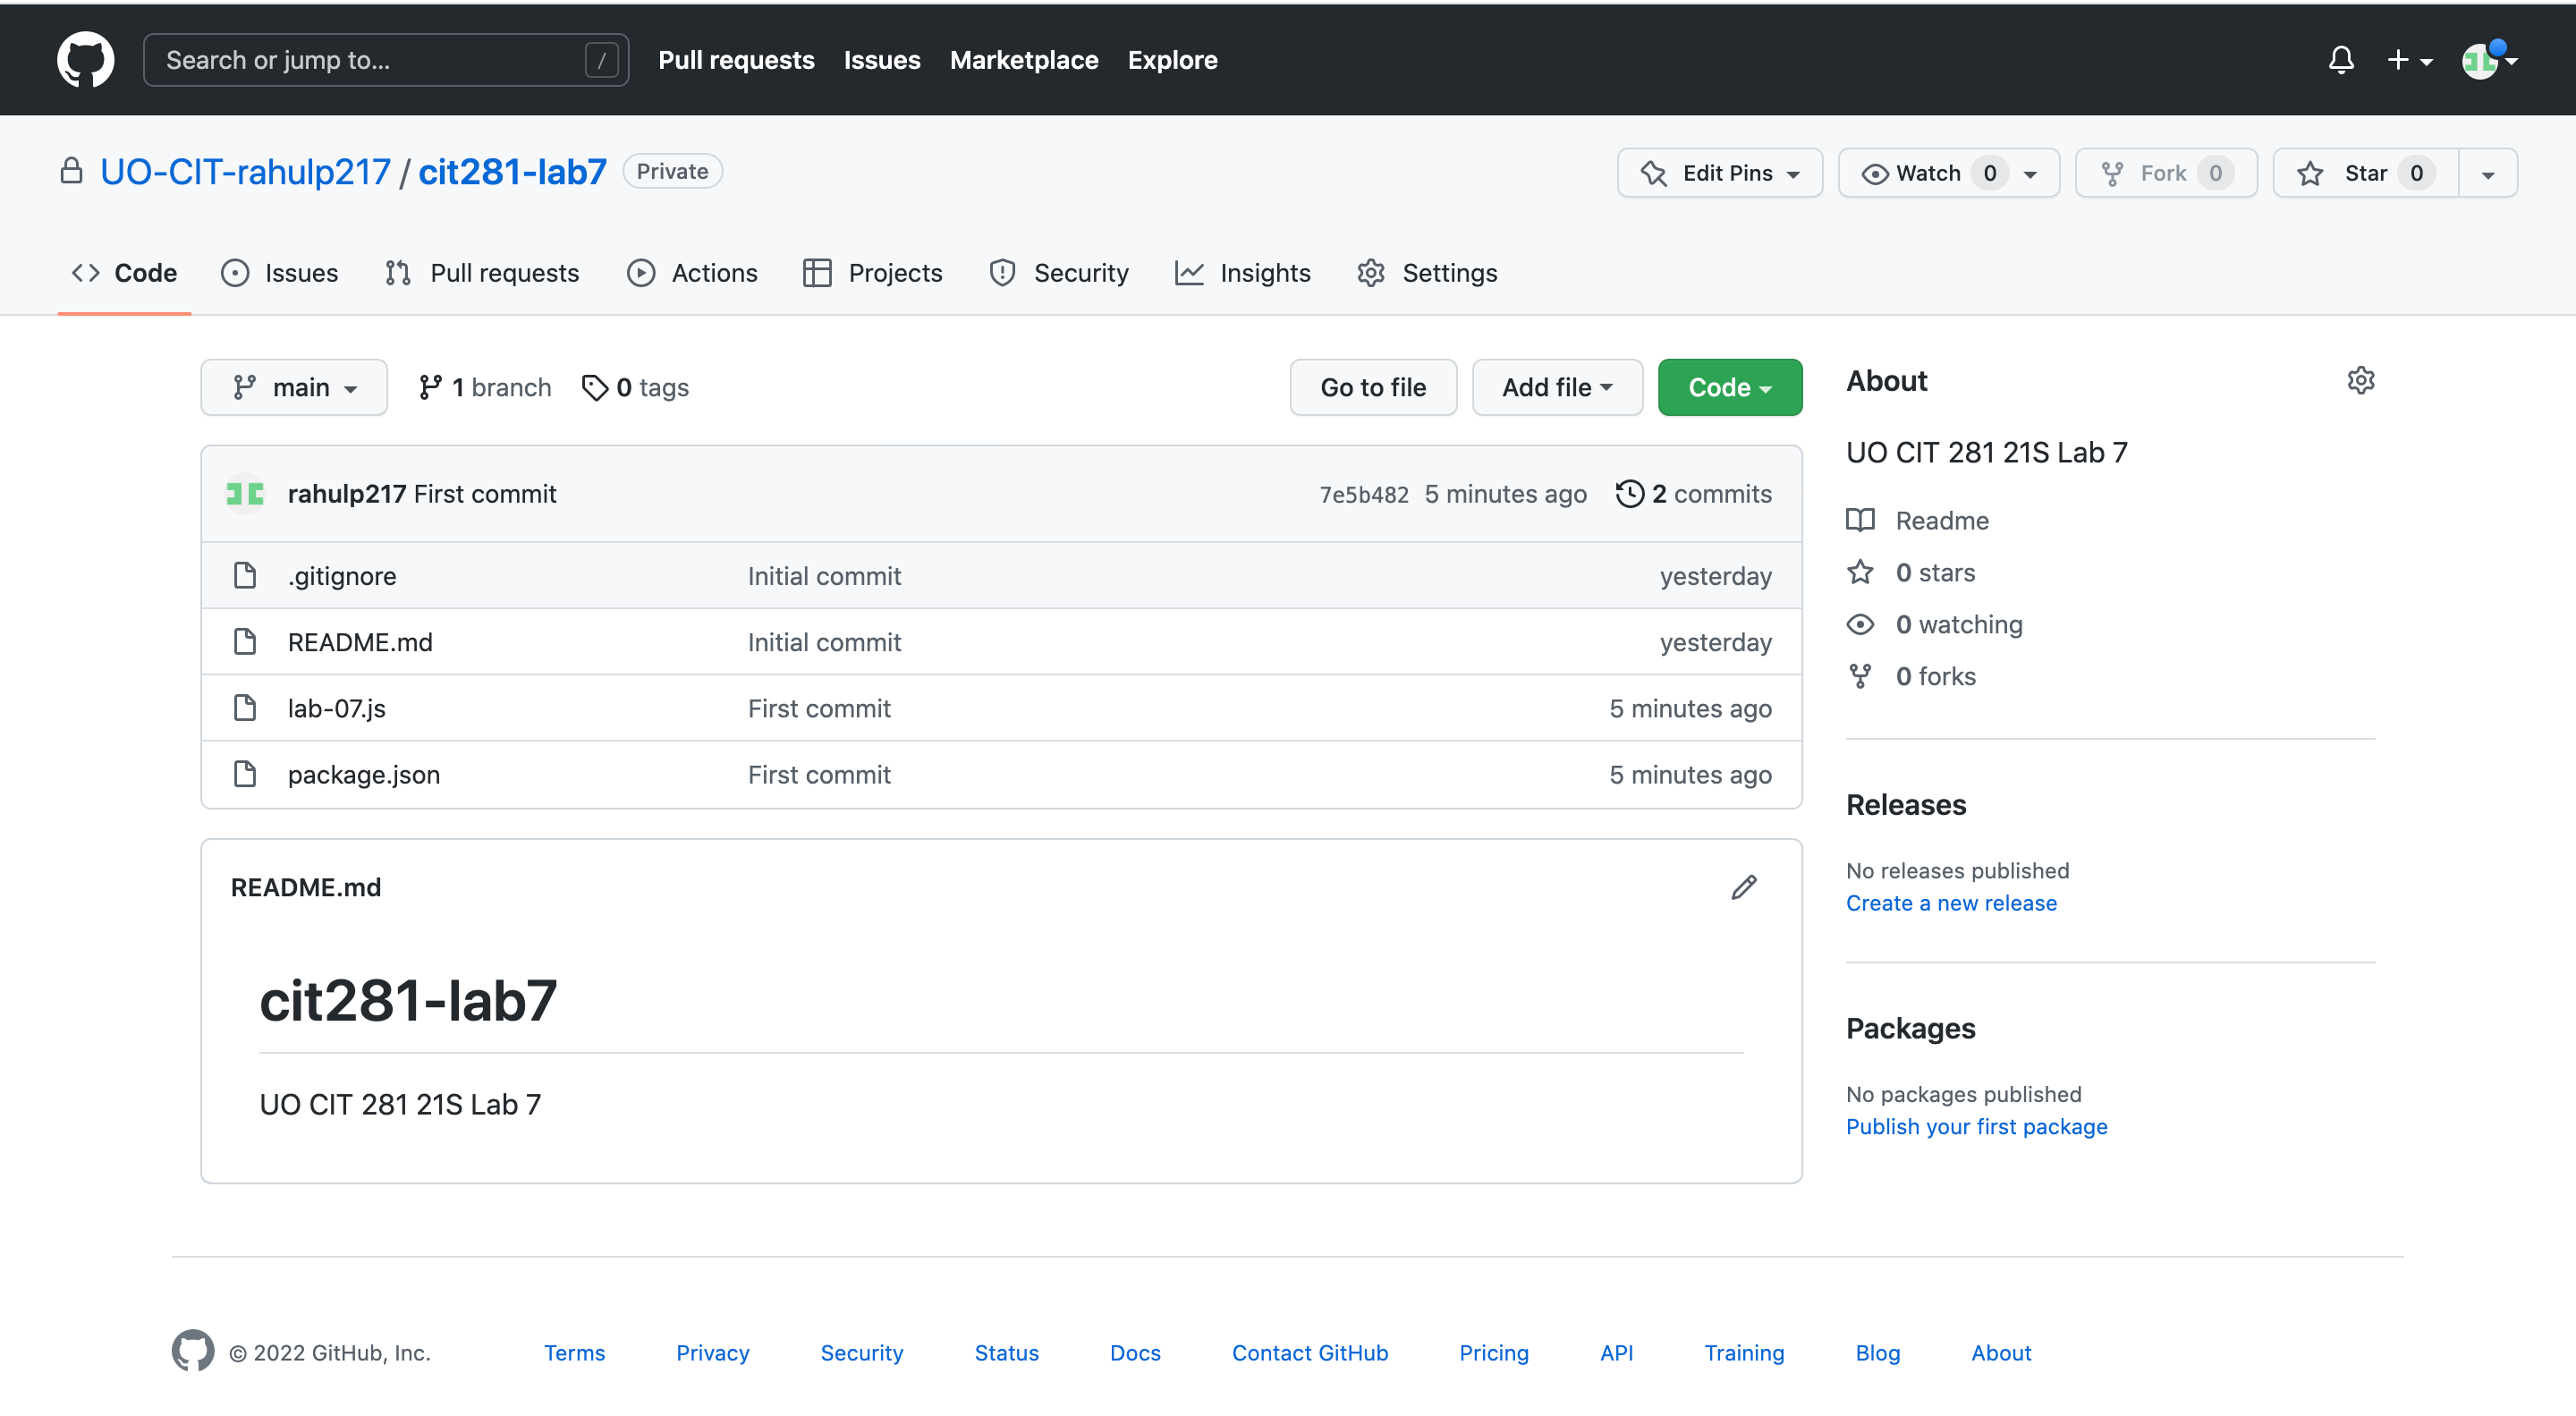 Search or jump to... / Pull requests Issues Marketplace Explore
UO-CIT-rahulp217 / cit281-lab7 Private Edit Pins Watch 0 Fork 0 Star 0
Code Issues Pull requests Actions Projects Security Insights Settings
main 1 branch 0 tags Go to file Add file Code
rahulp217 First commit 7e5b482 5 minutes ago 2 commits
.gitignore Initial commit yesterday
README.md Initial commit yesterday
lab-07.js First commit 5 minutes ago
package.json First commit 5 minutes ago
README.md
cit281-lab7
UO CIT 281 21S Lab 7
About
UO CIT 281 21S Lab 7
Readme
0 stars
0 watching
0 forks
Releases
No releases published
Create a new release
Packages
No packages published
Publish your first package
© 2022 GitHub, Inc. Terms Privacy Security Status Docs Contact GitHub Pricing API Training Blog About